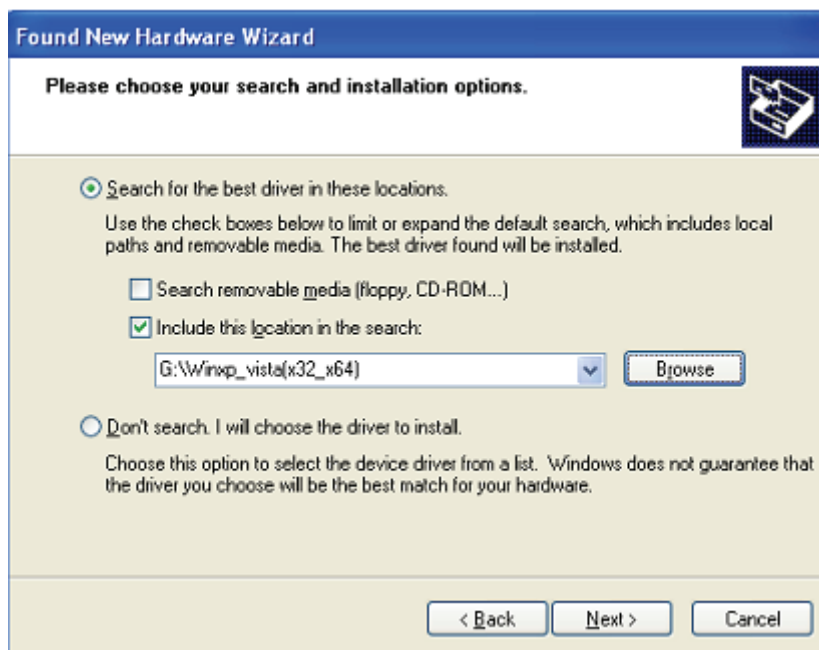 Found New Hardware Wizard
Please choose your search and installation options.
Search for the best driver in these locations.
Use the check boxes below to limit or expand the default search, which includes local
paths and removable media. The best driver found will be installed.
Search removable media (floppy, CD-ROM...)
Include this location in the search:
G:\Winxp_vista(x32_x64)
Browse
Don't search. I will choose the driver to install.
Choose this option to select the device driver from a list. Windows does not guarantee that
the driver you choose will be the best match for your hardware.
< Back Next > Cancel